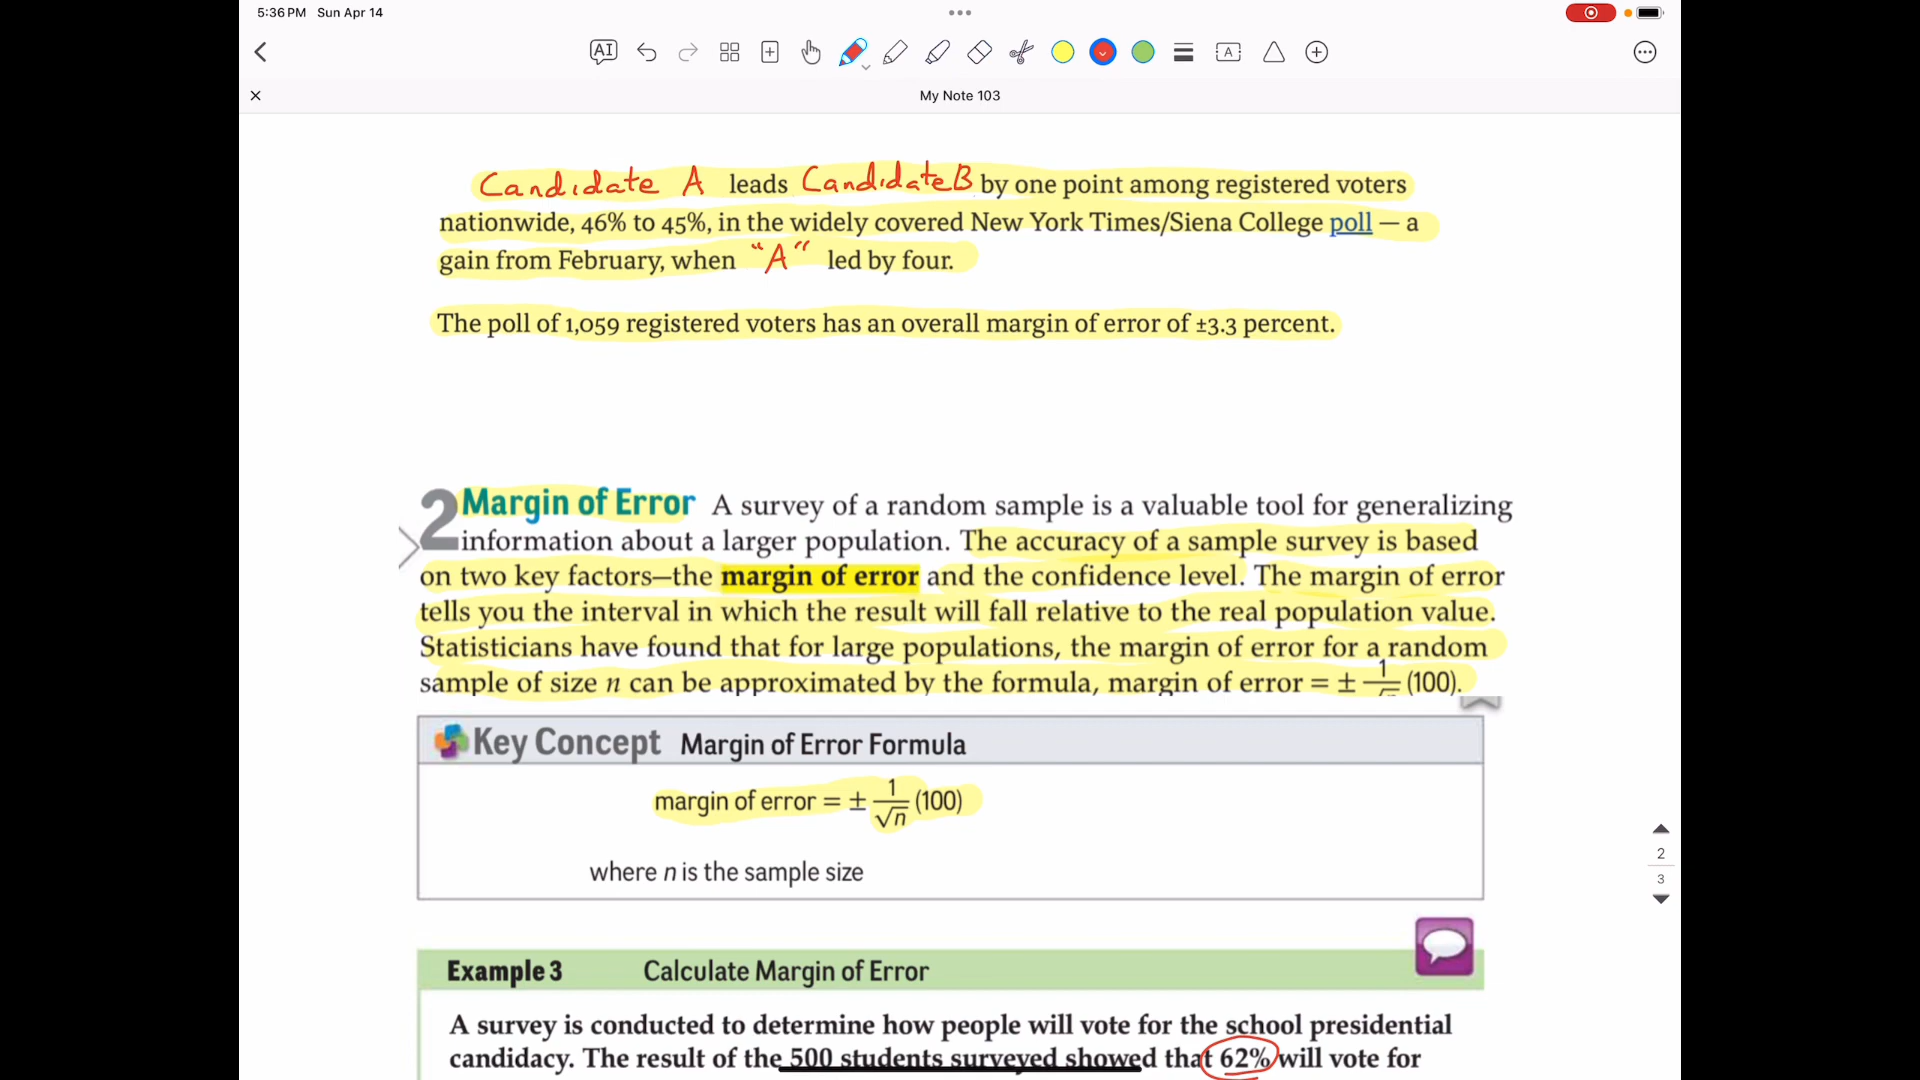 5:36 PM Sun Apr 14
AI
A
My Note 103
Candidate A leads Candidate B by one point among registered voters
nationwide, 46% to 45%, in the widely covered New York Times/Siena College poll — a
gain from February, when "A" led by four.
The poll of 1,059 registered voters has an overall margin of error of ±3.3 percent.
2 Margin of Error A survey of a random sample is a valuable tool for generalizing
information about a larger population. The accuracy of a sample survey is based
on two key factors—the margin of error and the confidence level. The margin of error
tells you the interval in which the result will fall relative to the real population value.
Statisticians have found that for large populations, the margin of error for a random
sample of size n can be approximated by the formula, margin of error = ± 1/√ (100).
Key Concept Margin of Error Formula
margin of error = ± 1/√n (100)
where n is the sample size
2
3
Example 3 Calculate Margin of Error
A survey is conducted to determine how people will vote for the school presidential
candidacy. The result of the 500 students surveyed showed that 62% will vote for